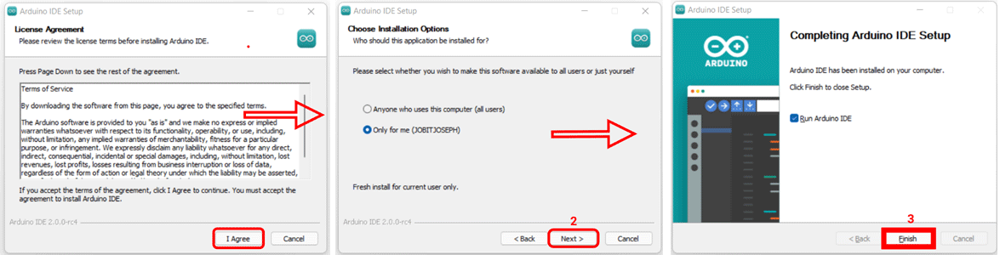 Arduino IDE Setup
License Agreement
Please review the license terms before installing Arduino IDE.
Press Page Down to see the rest of the agreement.
Terms of Service
By downloading the software from this page, you agree to the specified terms.
The Arduino software is provided to you "as is" and we make no express or implied
warranties whatsoever with respect to its functionality, operability, or use, including,
without limitation, any implied warranties of merchantability, fitness for a particular
purpose, or infringement. We expressly disclaim any liability whatsoever for any direct,
indirect, consequential, incidental or special damages, including, without limitation, lost
revenues, lost profits, losses resulting from business interruption or loss of data,
regardless of the form of action or legal theory under which the liability may be asserted,
If you accept the terms of the agreement, click I Agree to continue. You must accept the
agreement to install Arduino IDE.
Arduino IDE 2.0.0-rc4
I Agree
Cancel
Arduino IDE Setup
Choose Installation Options
Who should this application be installed for?
Please select whether you wish to make this software available to all users or just yourself
Anyone who uses this computer (all users)
Only for me (JOBITJOSEPH)
Fresh install for current user only.
Arduino IDE 2.0.0-rc4
2
< Back
Next >
Cancel
Arduino IDE Setup
ARDUINO
Completing Arduino IDE Setup
Arduino IDE has been installed on your computer.
Click Finish to close Setup.
Run Arduino IDE
3
< Back
Finish
Cancel